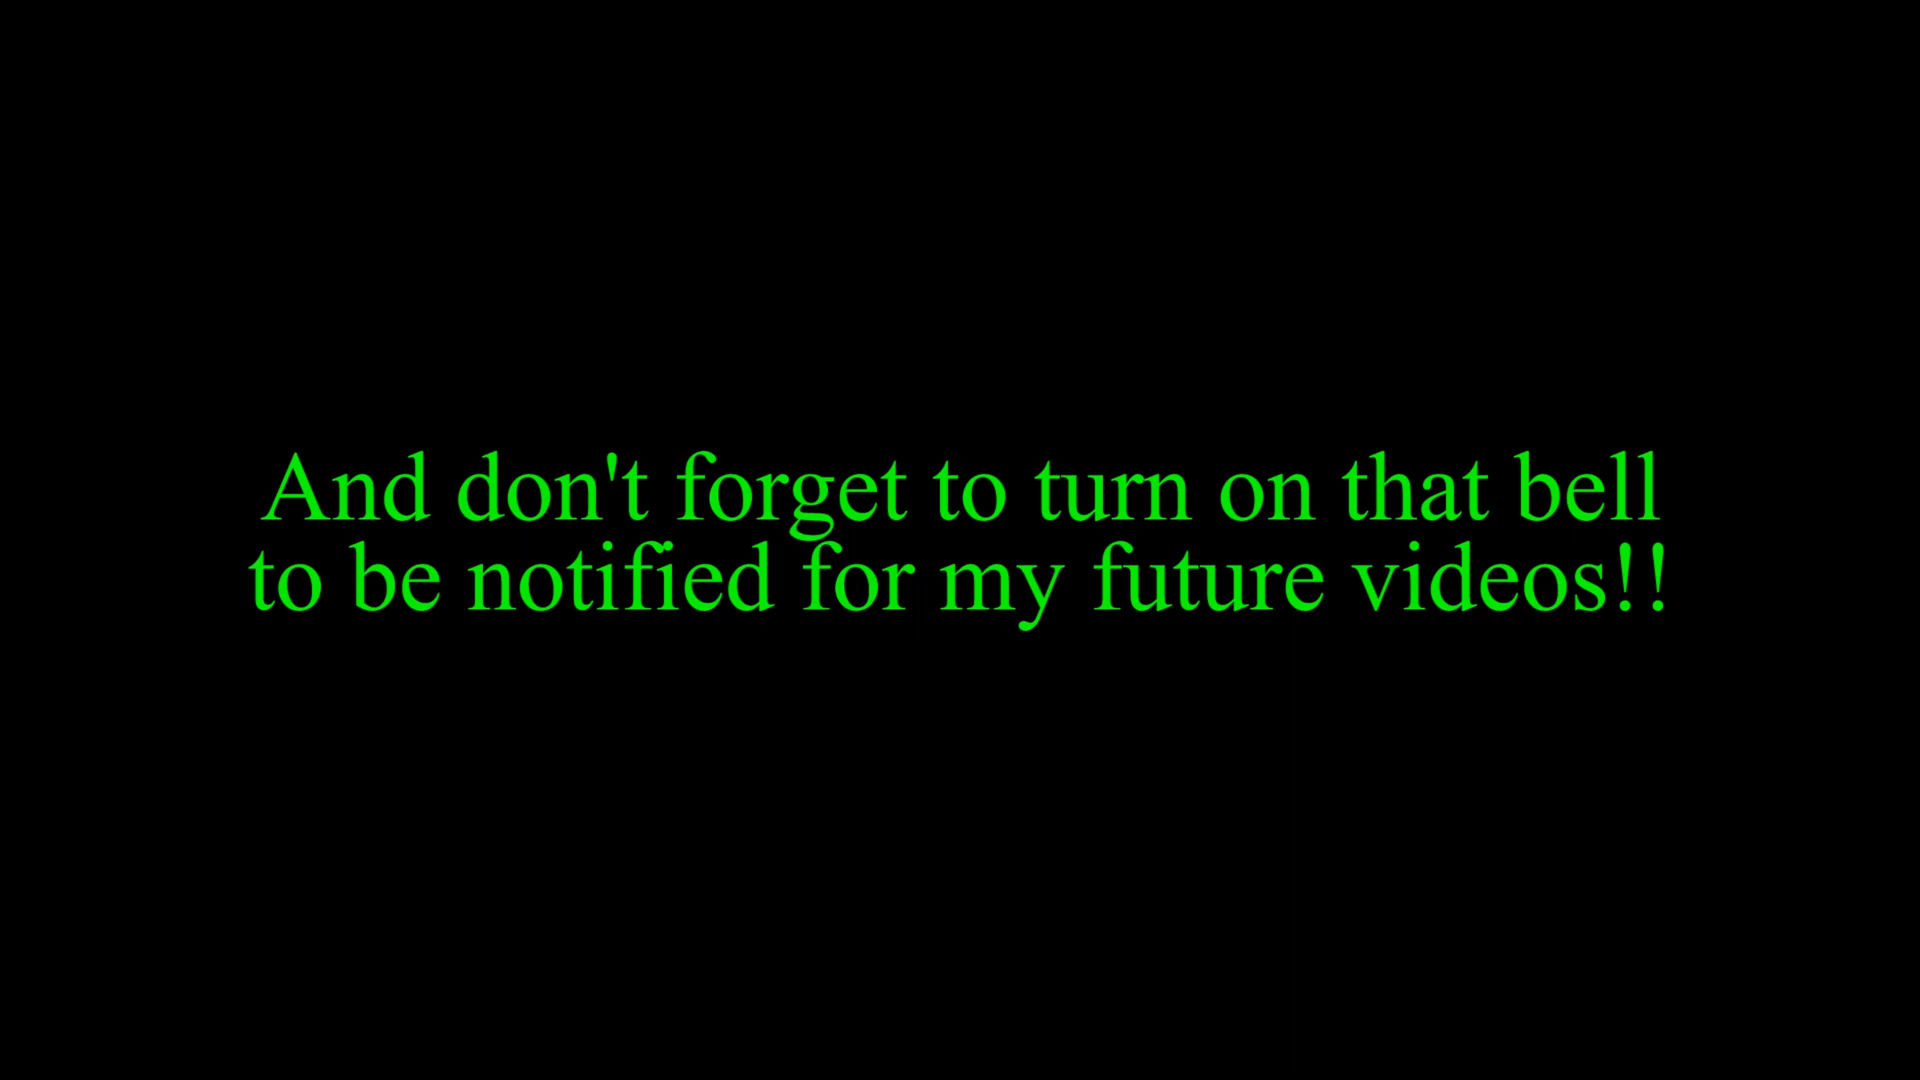 And don't forget to turn on that bell
to be notified for my future videos!!